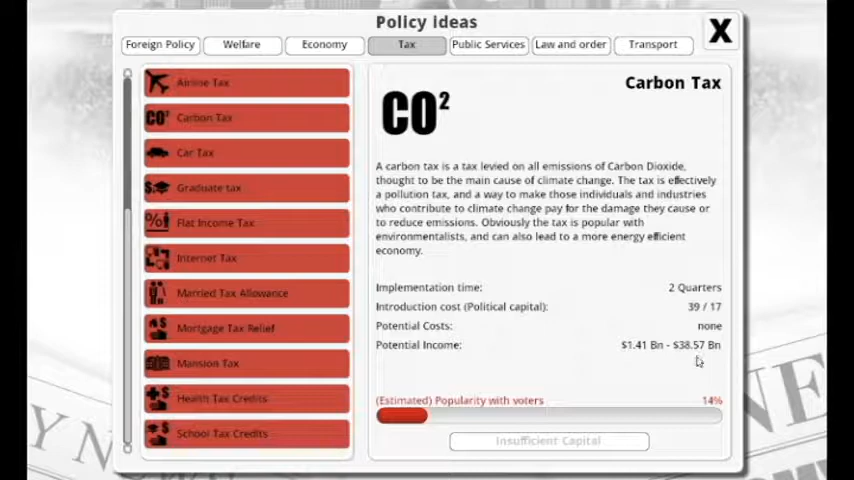 Policy Ideas
X
Foreign Policy Welfare Economy Tax Public Services Law and order Transport
Airline Tax
CO² Carbon Tax
Car Tax
Graduate tax
Flat Income Tax
Internet Tax
Married Tax Allowance
Mortgage Tax Relief
Mansion Tax
Health Tax Credits
School Tax Credits
Carbon Tax
CO²
A carbon tax is a tax levied on all emissions of Carbon Dioxide,
thought to be the main cause of climate change. The tax is effectively
a pollution tax, and a way to make those individuals and industries
who contribute to climate change pay for the damage they cause or
to reduce emissions. Obviously the tax is popular with
environmentalists, and can also lead to a more energy efficient
economy.
Implementation time: 2 Quarters
Introduction cost (Political capital): 39 / 17
Potential Costs: none
Potential Income: $1.41 Bn - $38.57 Bn
(Estimated) Popularity with voters 14%
Insufficient Capital